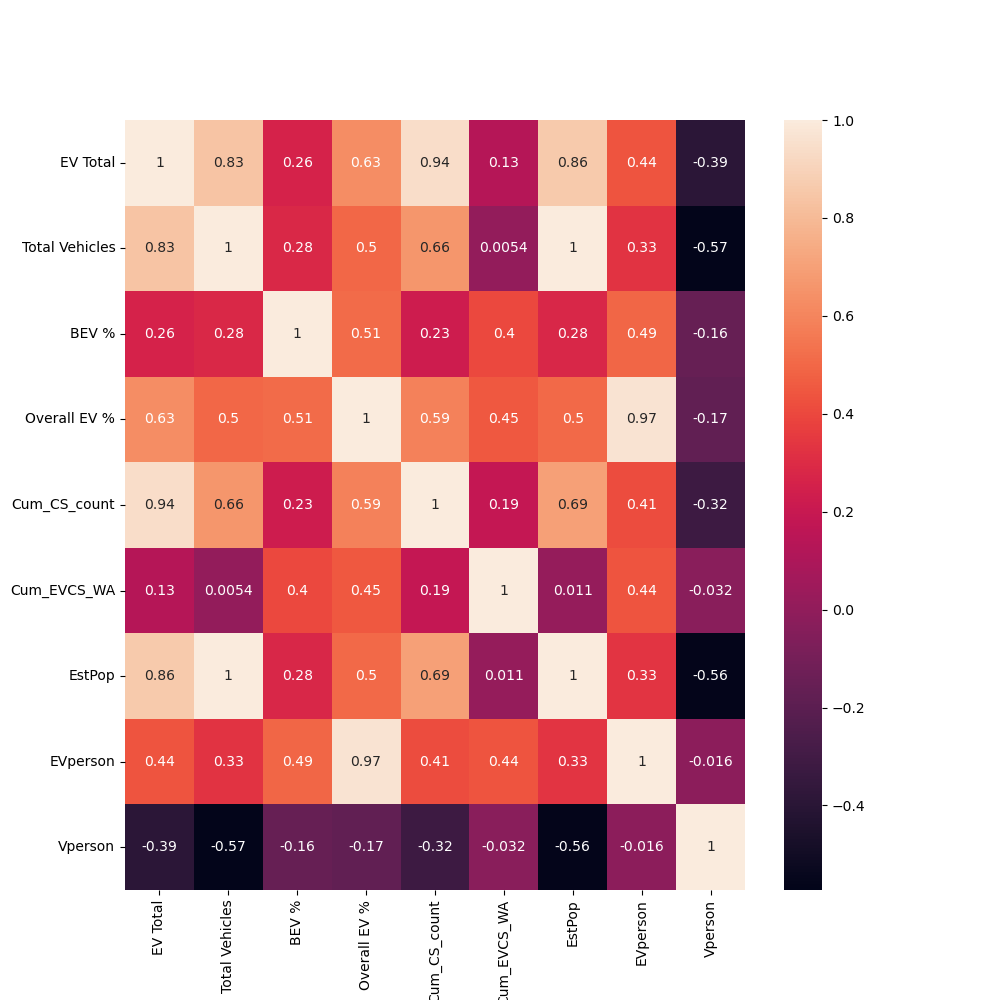 EV Total 1 0.83 0.26 0.63 0.94 0.13 0.86 0.44 -0.39
Total Vehicles 0.83 1 0.28 0.5 0.66 0.0054 1 0.33 -0.57
BEV % 0.26 0.28 1 0.51 0.23 0.4 0.28 0.49 -0.16
Overall EV % 0.63 0.5 0.51 1 0.59 0.45 0.5 0.97 -0.17
Cum_CS_count 0.94 0.66 0.23 0.59 1 0.19 0.69 0.41 -0.32
Cum_EVCS_WA 0.13 0.0054 0.4 0.45 0.19 1 0.011 0.44 -0.032
EstPop 0.86 1 0.28 0.5 0.69 0.011 1 0.33 -0.56
EVperson 0.44 0.33 0.49 0.97 0.41 0.44 0.33 1 -0.016
Vperson -0.39 -0.57 -0.16 -0.17 -0.32 -0.032 -0.56 -0.016 1
EV Total
Total Vehicles
BEV %
Overall EV %
Cum_CS_count
Cum_EVCS_WA
EstPop
EVperson
Vperson
1.0
0.8
0.6
0.4
0.2
0.0
−0.2
−0.4